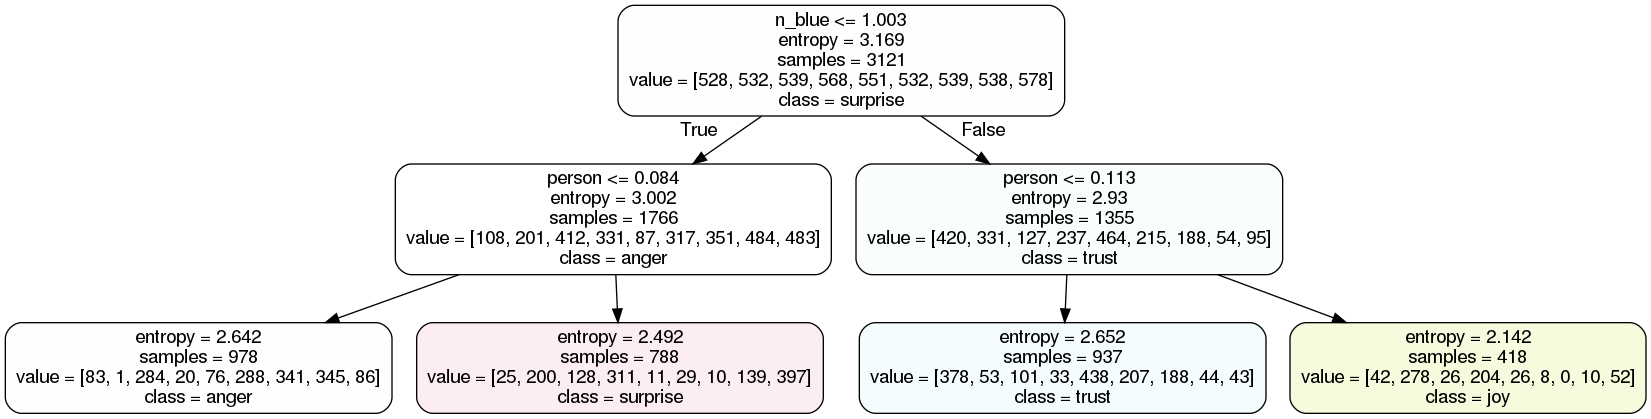 n_blue <= 1.003
entropy = 3.169
samples = 3121
value = [528, 532, 539, 568, 551, 532, 539, 538, 578]
class = surprise
True
False
person <= 0.084
entropy = 3.002
samples = 1766
value = [108, 201, 412, 331, 87, 317, 351, 484, 483]
class = anger
person <= 0.113
entropy = 2.93
samples = 1355
value = [420, 331, 127, 237, 464, 215, 188, 54, 95]
class = trust
entropy = 2.642
samples = 978
value = [83, 1, 284, 20, 76, 288, 341, 345, 86]
class = anger
entropy = 2.492
samples = 788
value = [25, 200, 128, 311, 11, 29, 10, 139, 397]
class = surprise
entropy = 2.652
samples = 937
value = [378, 53, 101, 33, 438, 207, 188, 44, 43]
class = trust
entropy = 2.142
samples = 418
value = [42, 278, 26, 204, 26, 8, 0, 10, 52]
class = joy